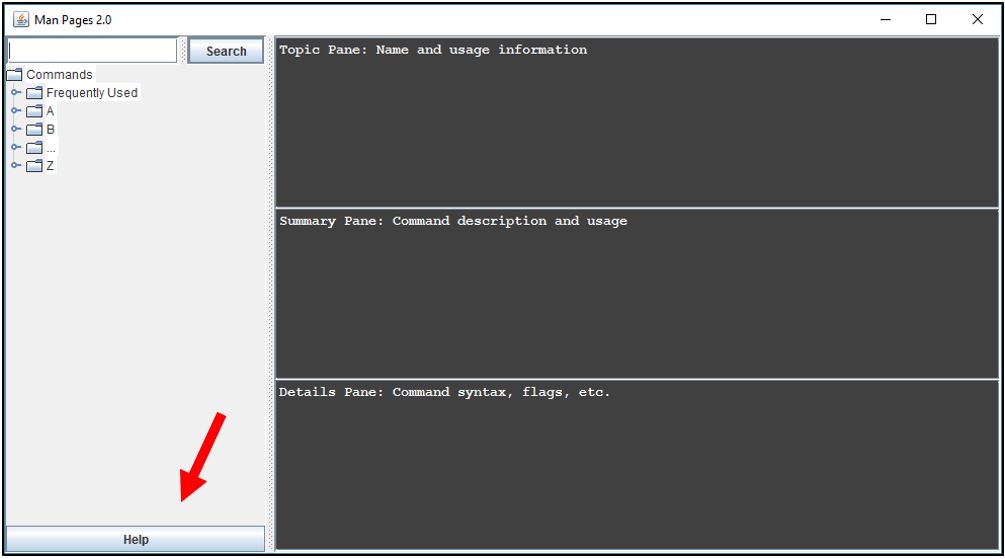 Man Pages 2.0
Search
Commands
Frequently Used
A
B
...
Z
Help
Topic Pane: Name and usage information
Summary Pane: Command description and usage
Details Pane: Command syntax, flags, etc.